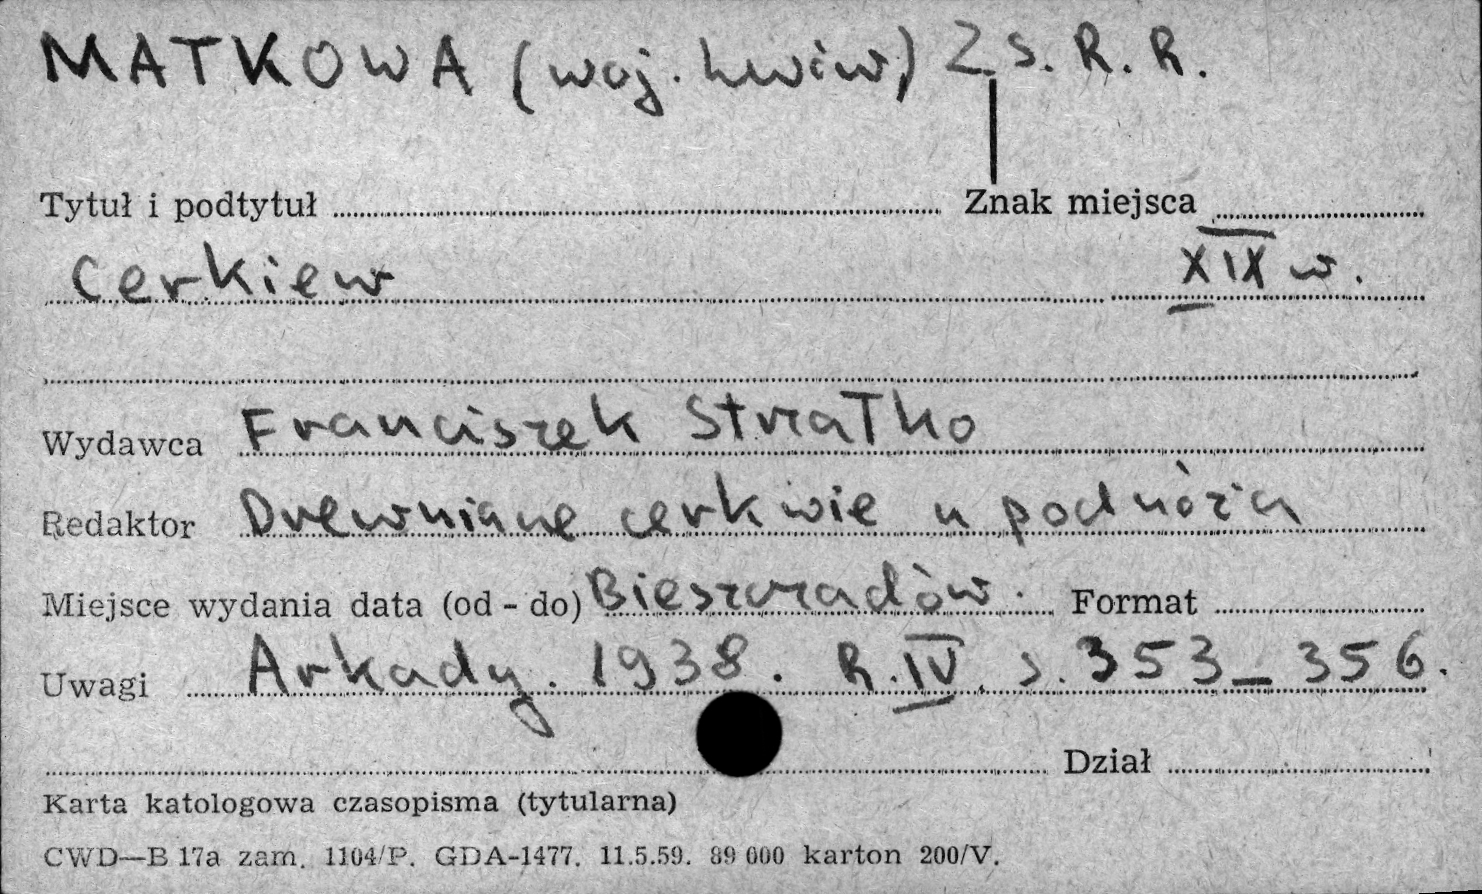 MATKOWA (woj. Lwów) Z.S.R.R.
Tytuł i podtytuł Znak miejsca
Cerkiew XIX w.
Wydawca Franciszek Strzałko
Redaktor Drewniane cerkwie u podnóża
Miejsce wydania data (od - do) Bieszczadów. Format
Uwagi Arkady. 1938. R.IV. s. 353–356.
Dział
Karta katologowa czasopisma (tytularna)
CWD—B 17a zam. 1104/P. GDA-1477. 11.5.59. 89 000 karton 200/V.